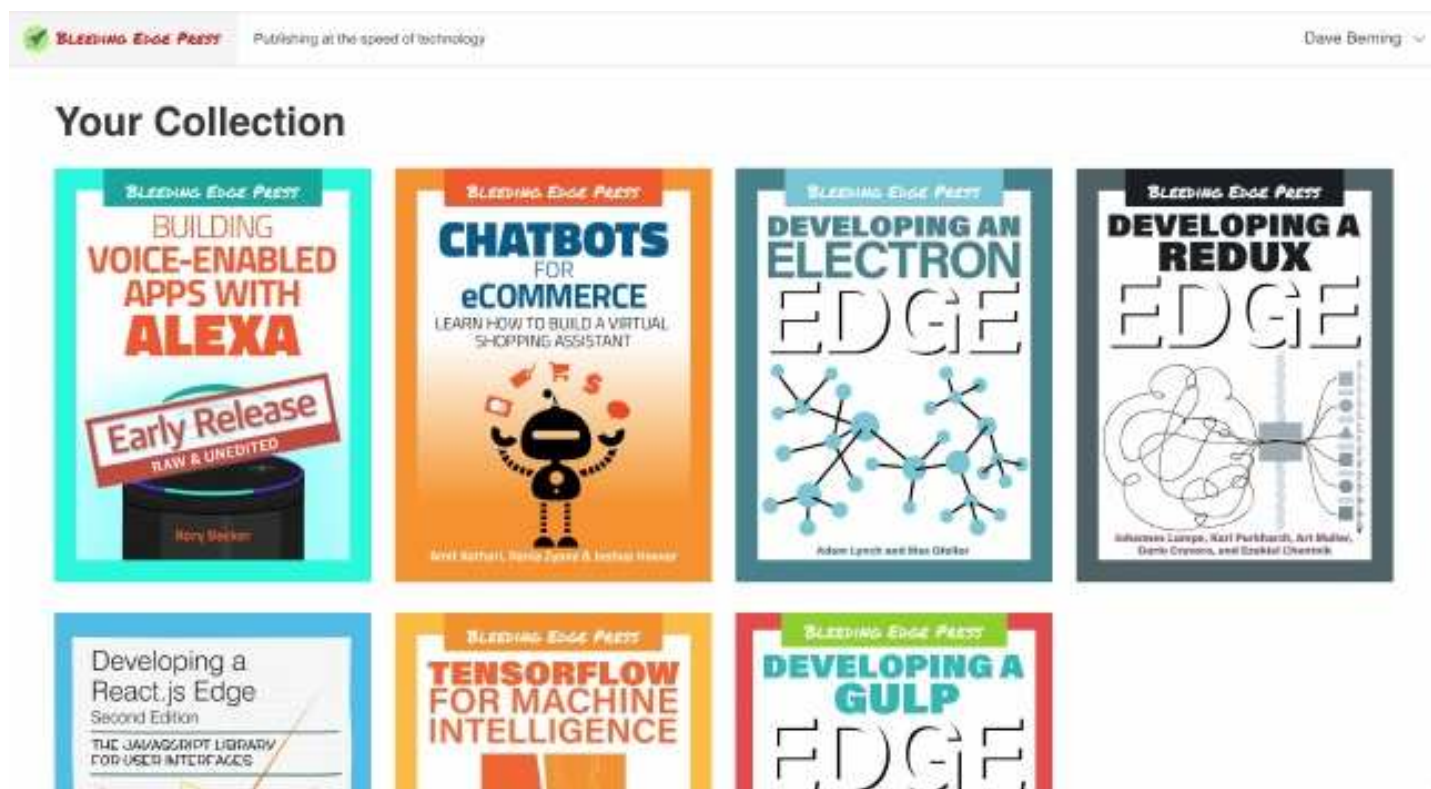 BLEEDING EDGE PRESS
Publishing at the speed of technology
Dave Berning
Your Collection
BLEEDING EDGE PRESS
BUILDING
VOICE-ENABLED
APPS WITH
ALEXA
Early Release
RAW & UNEDITED
Rory Becker
BLEEDING EDGE PRESS
CHATBOTS
FOR
eCOMMERCE
LEARN HOW TO BUILD A VIRTUAL
SHOPPING ASSISTANT
BLEEDING EDGE PRESS
DEVELOPING AN
ELECTRON
EDGE
Adam Lynch and Max Gfeller
BLEEDING EDGE PRESS
DEVELOPING A
REDUX
EDGE
Developing a
React.js Edge
Second Edition
THE JAVASCRIPT LIBRARY
FOR USER INTERFACES
BLEEDING EDGE PRESS
TENSORFLOW
FOR MACHINE
INTELLIGENCE
BLEEDING EDGE PRESS
DEVELOPING A
GULP
EDGE